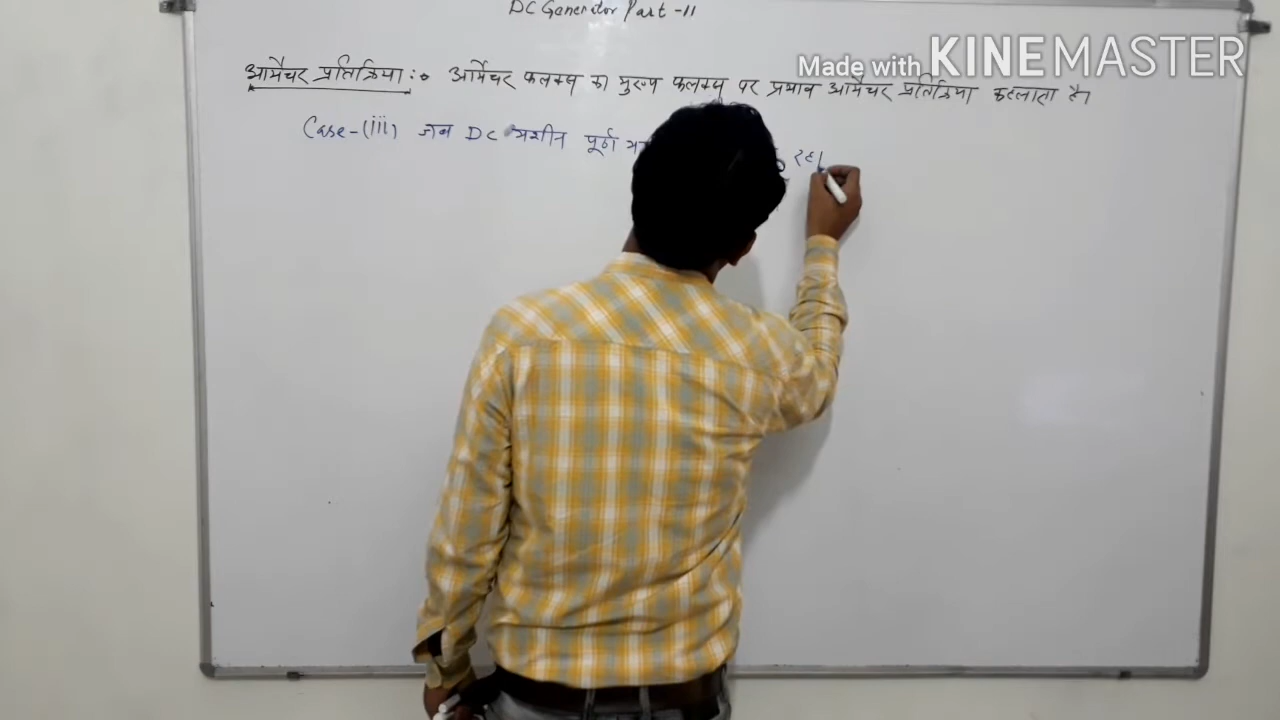 DC Generator Part-II
Made with KINEMASTER
आर्मेचर प्रतिक्रिया :- आर्मेचर फलक्स का मुख्य फलक्स पर प्रभाव आर्मेचर प्रतिक्रिया कहलाता है।
Case-(iii) जब DC मशीन पूर्ण